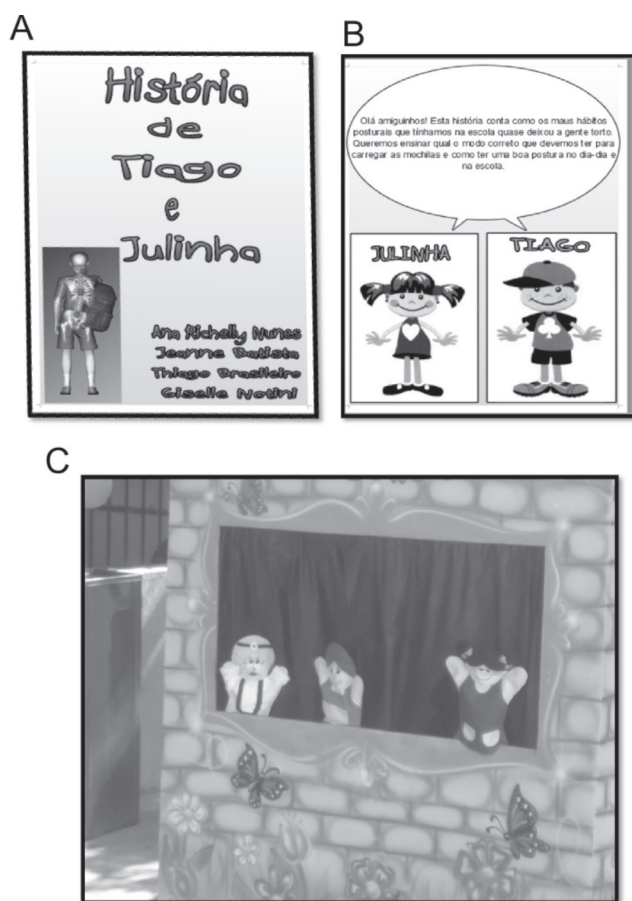 A
História
de
Tiago
e
Julinha
Ana Richelly Nunes
Jeanne Batista
Thiago Brasileiro
Giselle Notini
B
Olá amiguinhos! Esta história conta como os maus hábitos
posturais que tínhamos na escola quase deixou a gente torto.
Queremos ensinar qual o modo correto que devemos ter para
carregar as mochilas e como ter uma boa postura no dia-dia e
na escola.
JULINHA
TIAGO
C